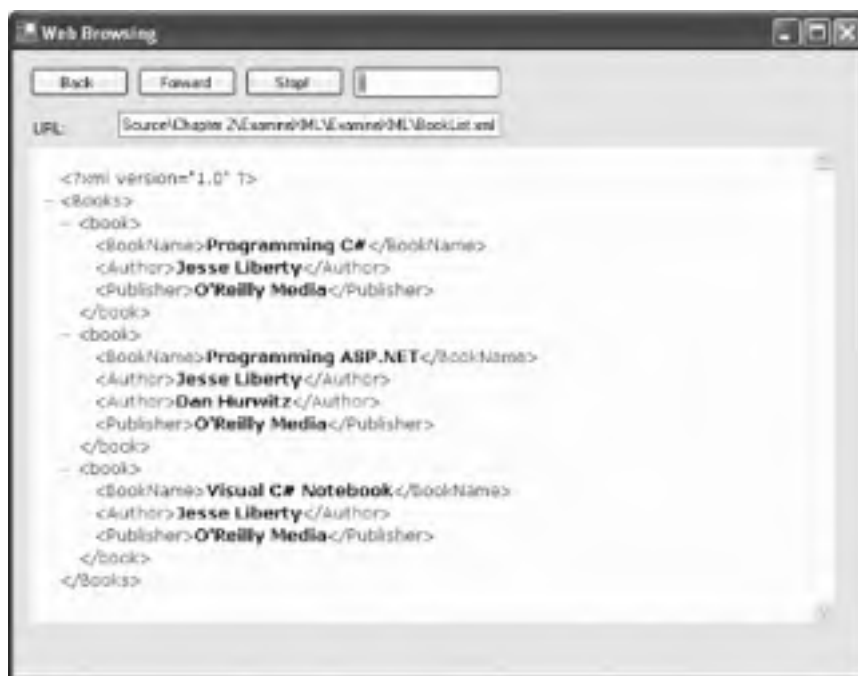 Web Browsing
Back Forward Stop!
URL: Source\Chapter 2\ExamineXML\ExamineXML\BookList.xml
<?xml version="1.0" ?>
- <Books>
- <book>
<BookName>Programming C#</BookName>
<Author>Jesse Liberty</Author>
<Publisher>O'Reilly Media</Publisher>
</book>
- <book>
<BookName>Programming ASP.NET</BookName>
<Author>Jesse Liberty</Author>
<Author>Dan Hurwitz</Author>
<Publisher>O'Reilly Media</Publisher>
</book>
- <book>
<BookName>Visual C# Notebook</BookName>
<Author>Jesse Liberty</Author>
<Publisher>O'Reilly Media</Publisher>
</book>
</Books>